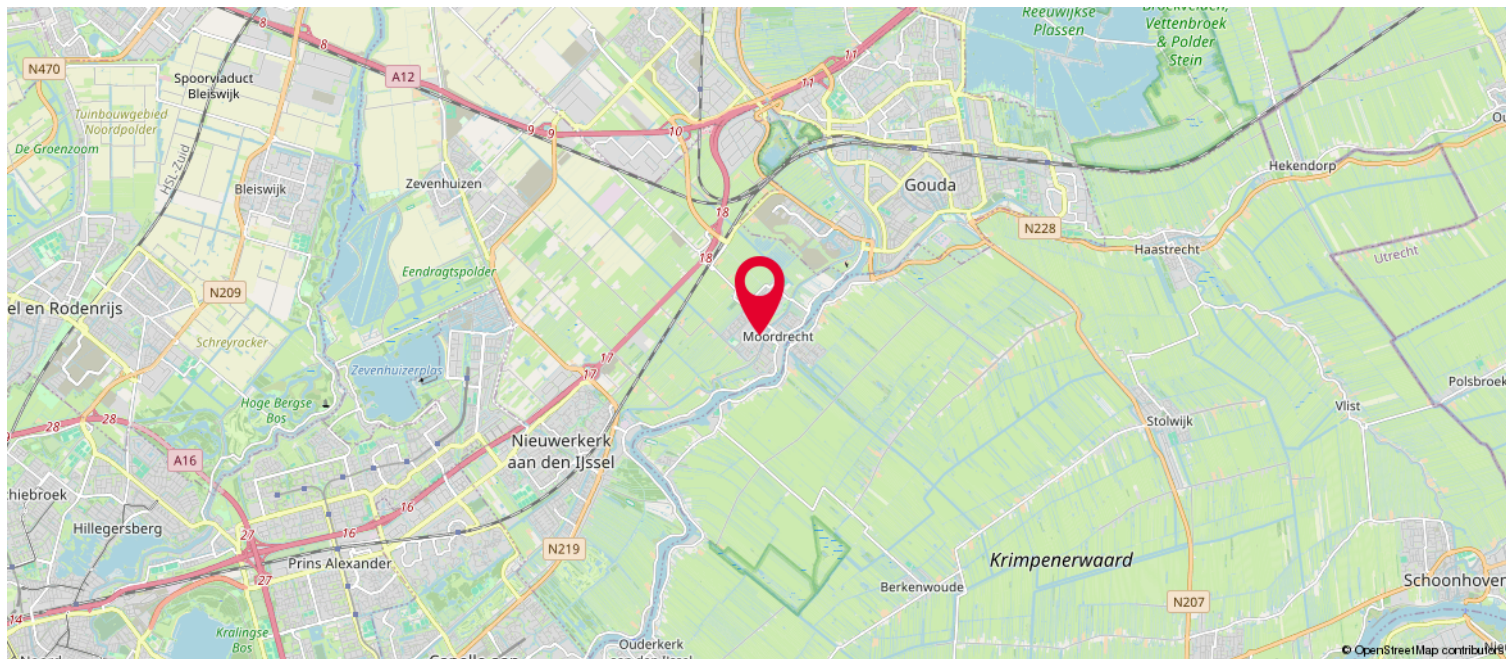 8
8
N470
A12
Spoorviaduct
Bleiswijk
Tuinbouwgebied
Noordpolder
De Groenzoom
HSL-Zuid
Bleiswijk
Zevenhuizen
9
9
10
11
11
Reeuwijkse
Plassen
Vettenbroek
& Polder
Stein
Gouda
Hekendorp
N228
Haastrecht
Utrecht
18
18
Eendragtspolder
N209
el en Rodenrijs
Schreyracker
Zevenhuizerplas
Moordrecht
17
17
Hoge Bergse
Bos
28
28
9
A16
Nieuwerkerk
aan den IJssel
Polsbroek
Vlist
Stolwijk
chiebroek
Hillegersberg
16
16
27
27
Prins Alexander
N219
14
Kralingse
Bos
Krimpenerwaard
Berkenwoude
N207
Schoonhoven
Ouderkerk
© OpenStreetMap contributors